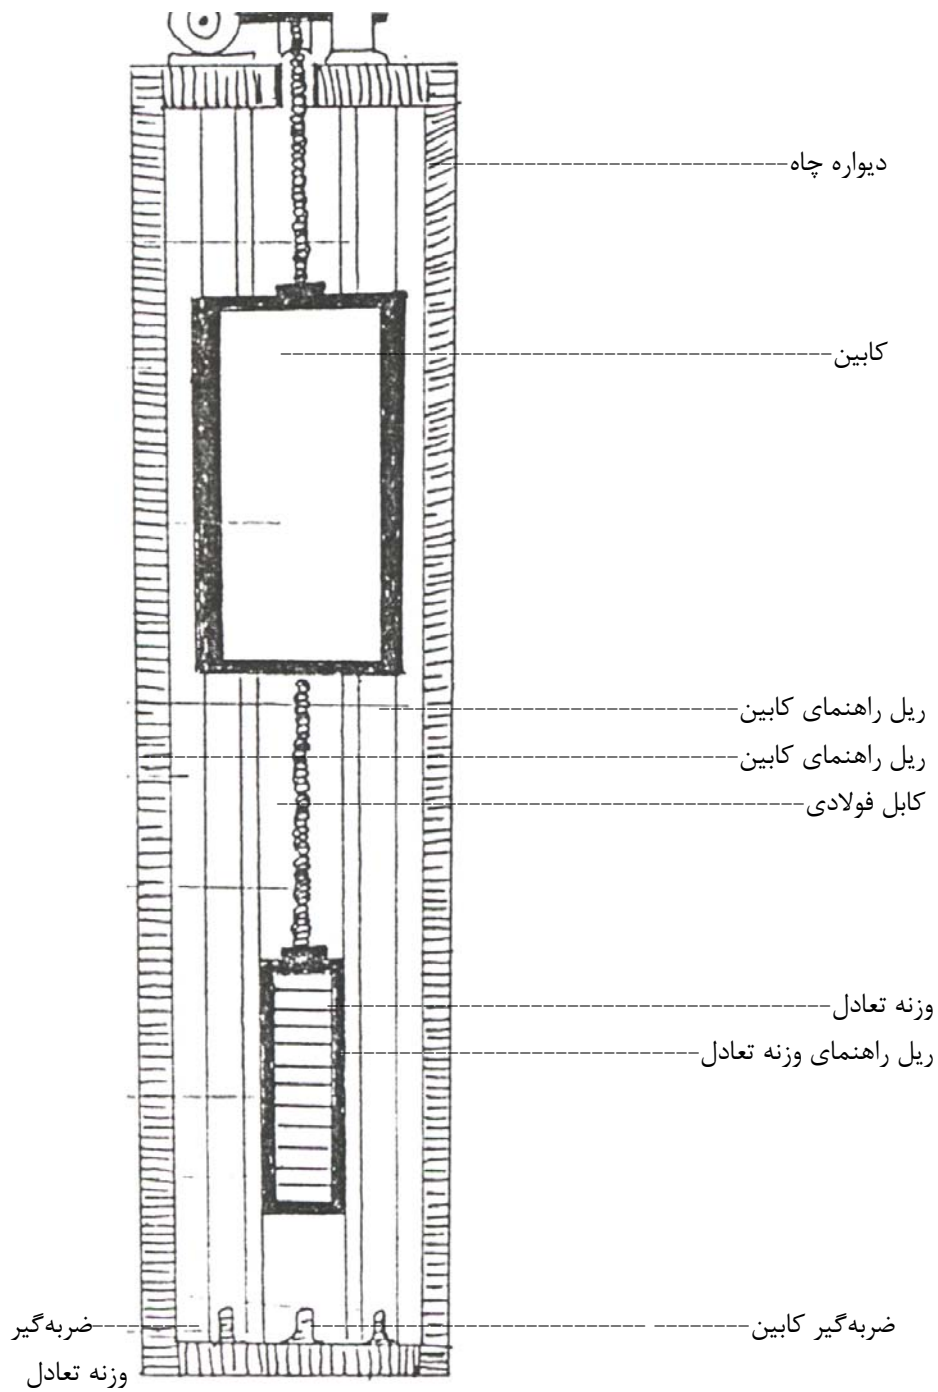 دیواره چاه
کابین
ریل راهنمای کابین
ریل راهنمای کابین
کابل فولادی
وزنه تعادل
ریل راهنمای وزنه تعادل
ضربه‌گیر کابین
ضربه‌گیر
وزنه تعادل